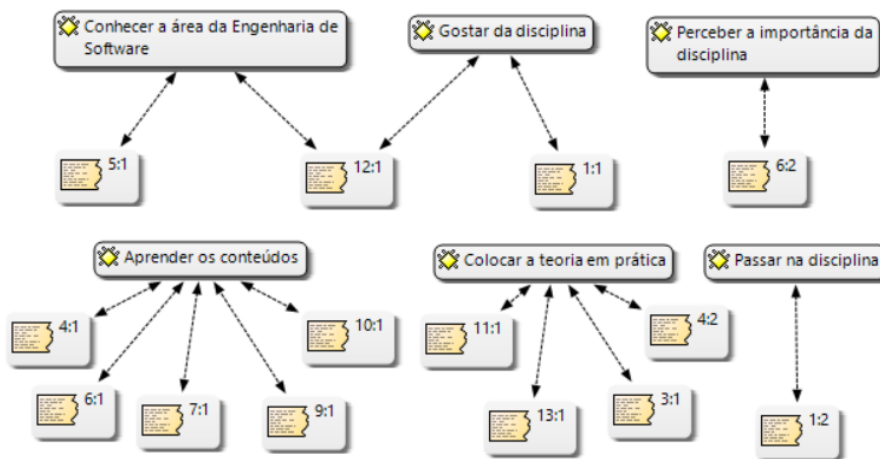 Conhecer a área da Engenharia de
Software
Gostar da disciplina
Perceber a importância da
disciplina
5:1
12:1
1:1
6:2
Aprender os conteúdos
Colocar a teoria em prática
Passar na disciplina
4:1
10:1
11:1
4:2
6:1
7:1
9:1
13:1
3:1
1:2